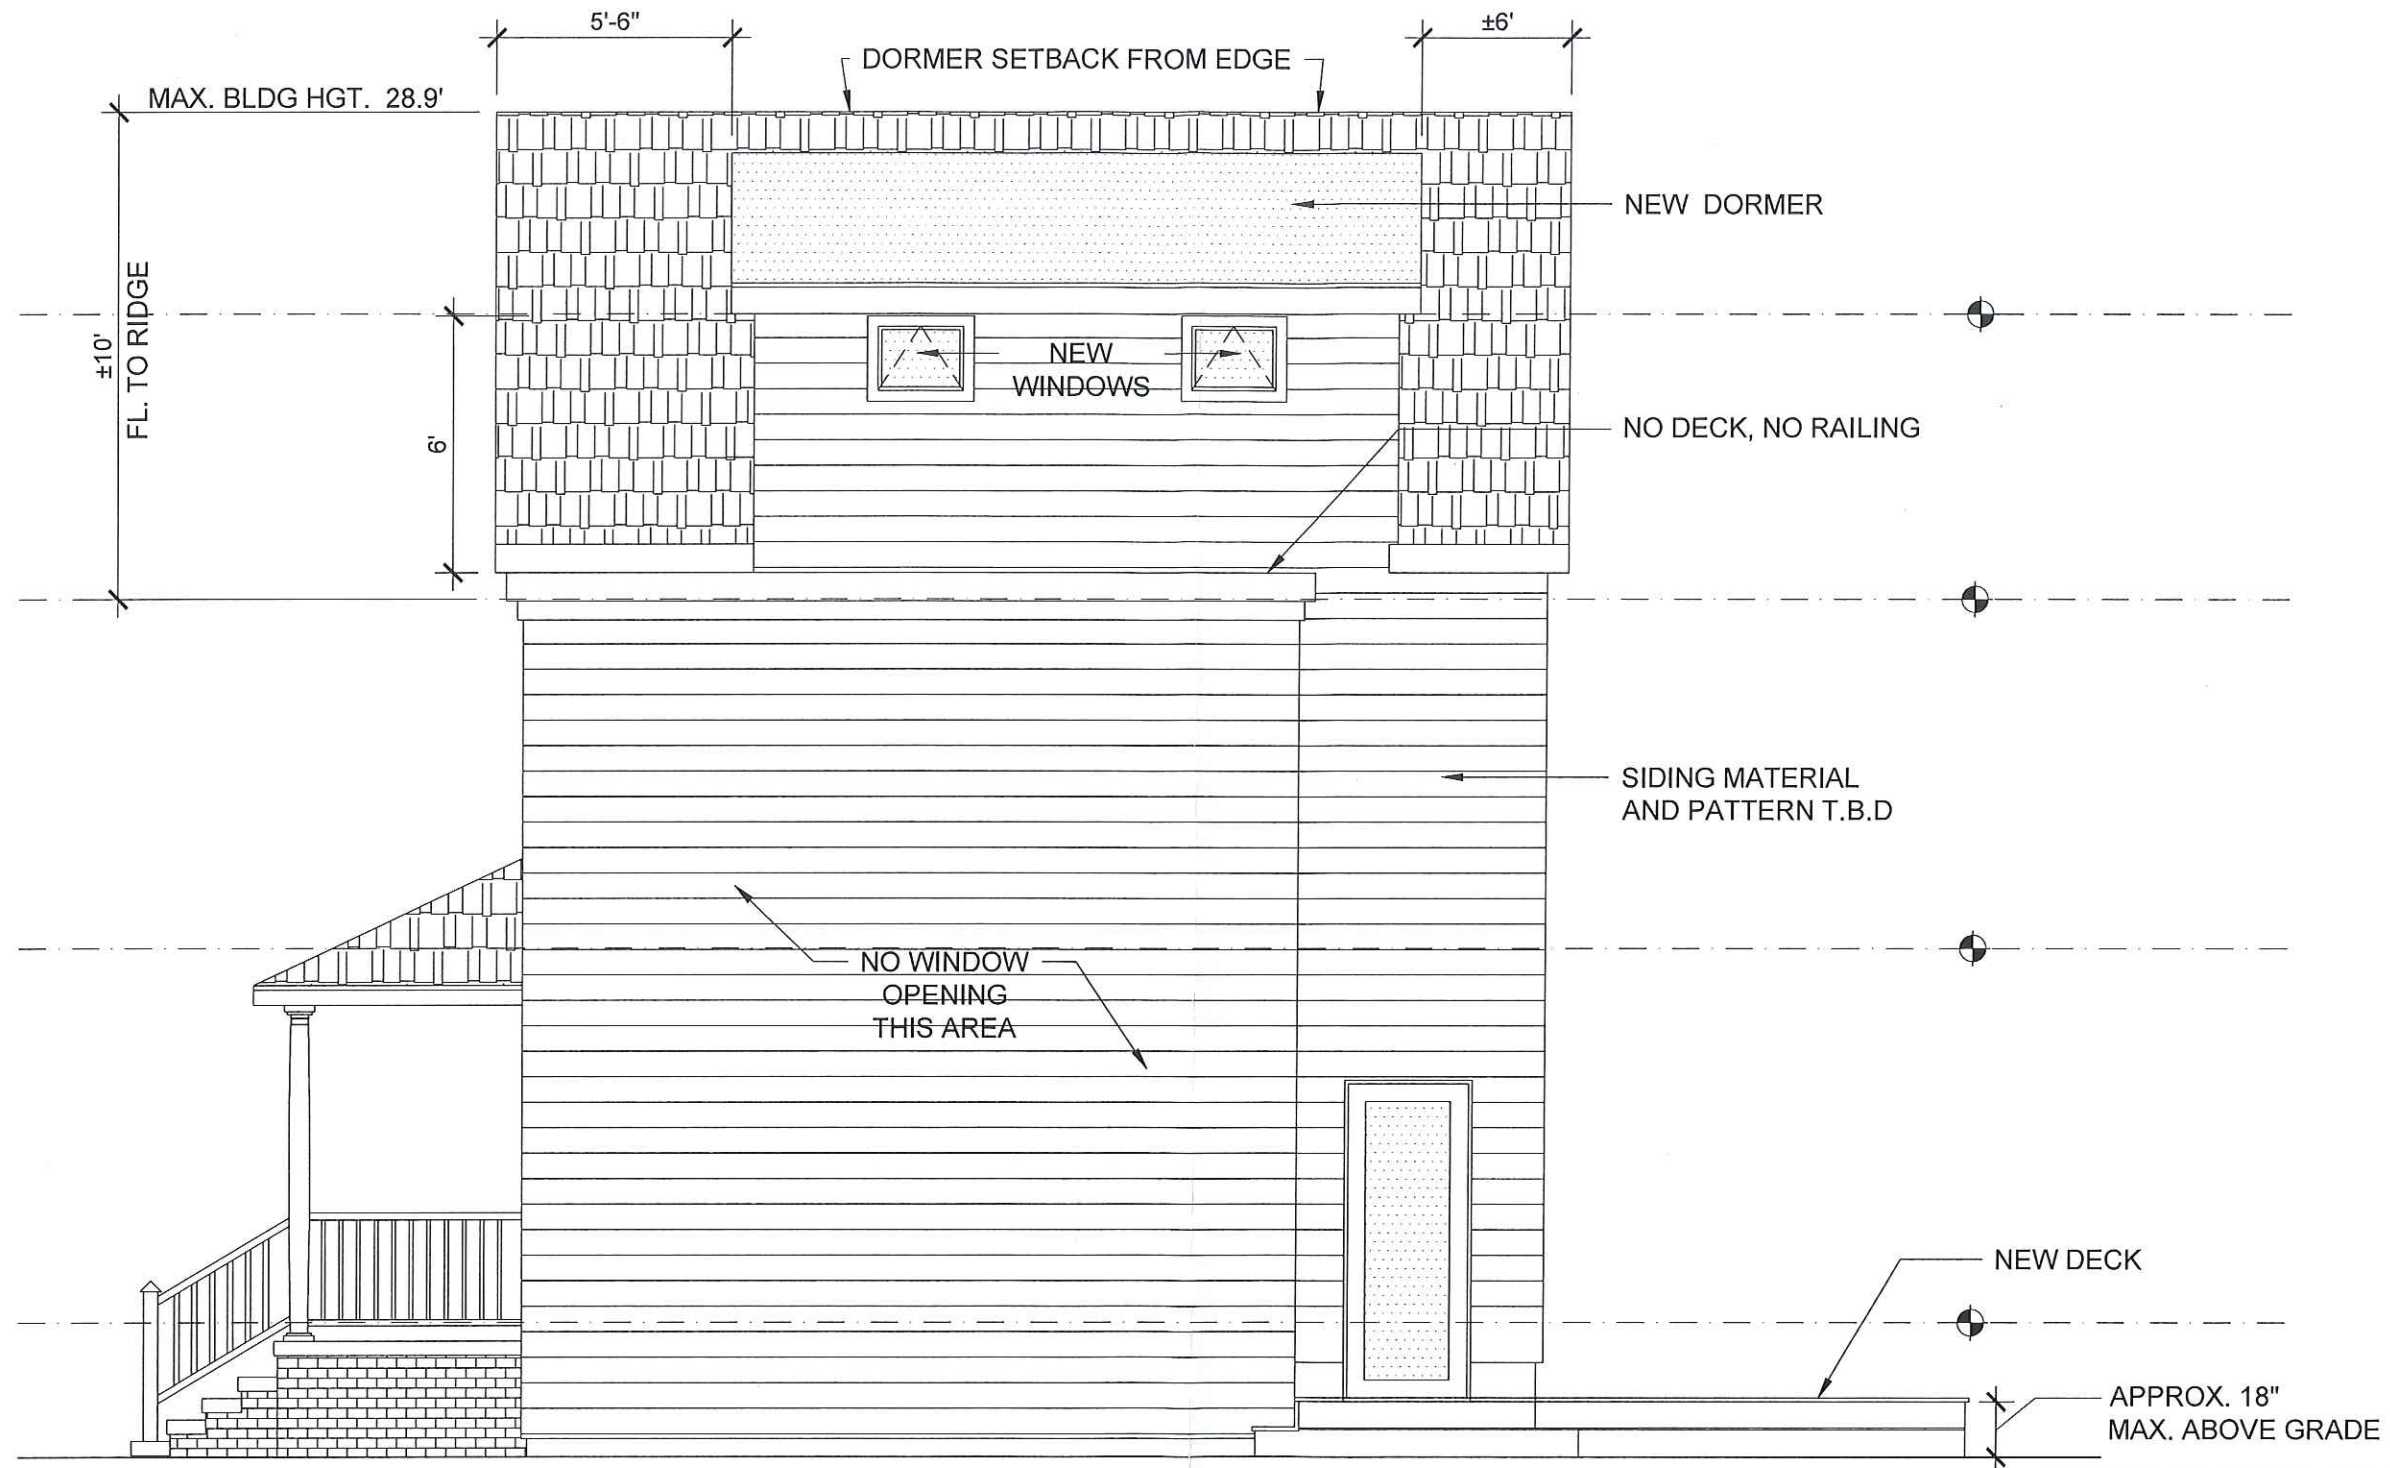 5'-6"
±6'
DORMER SETBACK FROM EDGE
MAX. BLDG HGT. 28.9'
NEW DORMER
±10'
FL. TO RIDGE
NEW
WINDOWS
6'
NO DECK, NO RAILING
SIDING MATERIAL
AND PATTERN T.B.D
NO WINDOW
OPENING
THIS AREA
NEW DECK
APPROX. 18"
MAX. ABOVE GRADE